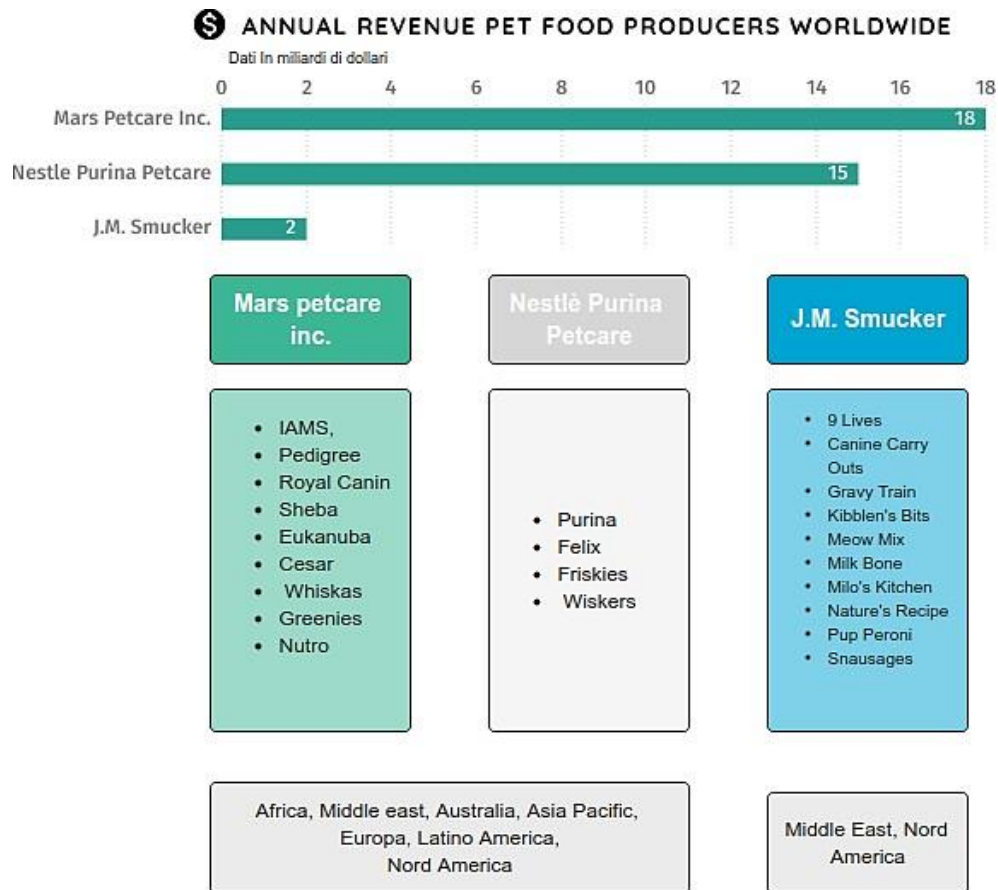 ANNUAL REVENUE PET FOOD PRODUCERS WORLDWIDE
Dati In miliardi di dollari
0 2 4 6 8 10 12 14 16 18
Mars Petcare Inc. 18
Nestle Purina Petcare 15
J.M. Smucker 2
Mars petcare
inc.
Nestlè Purina
Petcare
J.M. Smucker
• IAMS,
• Pedigree
• Royal Canin
• Sheba
• Eukanuba
• Cesar
• Whiskas
• Greenies
• Nutro
• Purina
• Felix
• Friskies
• Wiskers
• 9 Lives
• Canine Carry
Outs
• Gravy Train
• Kibblen's Bits
• Meow Mix
• Milk Bone
• Milo's Kitchen
• Nature's Recipe
• Pup Peroni
• Snausages
Africa, Middle east, Australia, Asia Pacific,
Europa, Latino America,
Nord America
Middle East, Nord
America